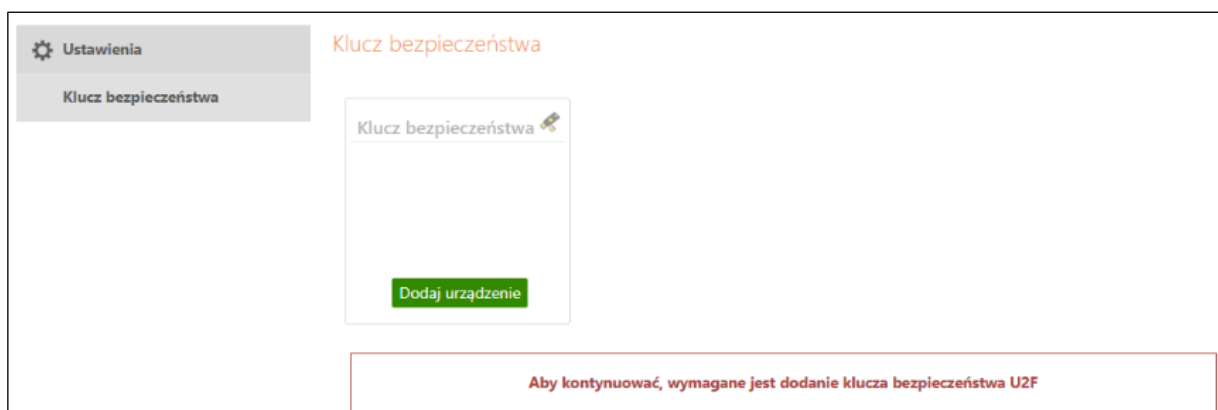 Ustawienia
Klucz bezpieczeństwa
Klucz bezpieczeństwa
Klucz bezpieczeństwa
Dodaj urządzenie
Aby kontynuować, wymagane jest dodanie klucza bezpieczeństwa U2F